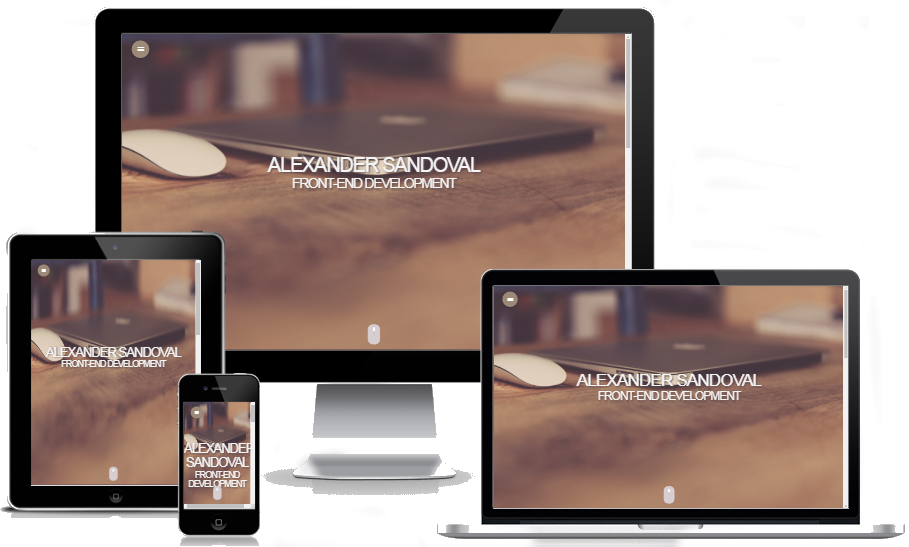 ALEXANDER SANDOVAL
FRONT-END DEVELOPMENT
ALEXANDER SANDOVAL
FRONT-END DEVELOPMENT
ALEXANDER
SANDOVAL
FRONT-END
DEVELOPMENT
ALEXANDER SANDOVAL
FRONT-END DEVELOPMENT